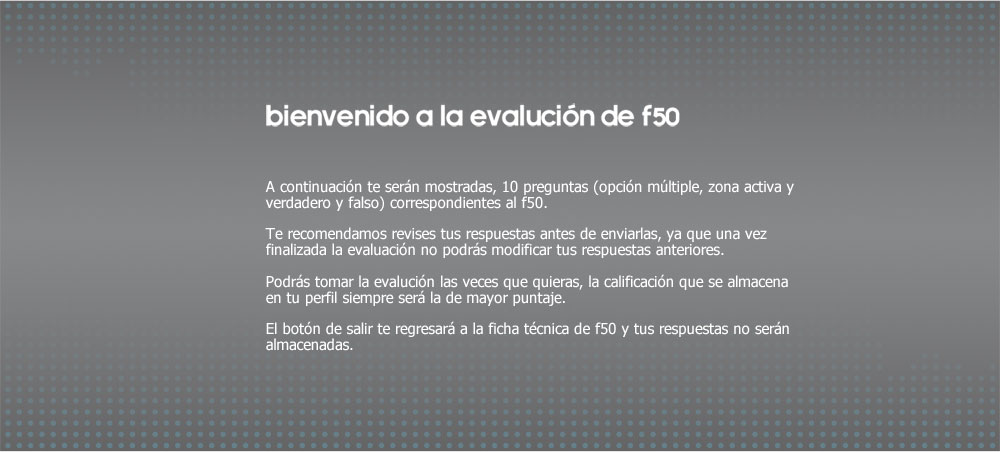 bienvenido a la evalución de f50
A continuación te serán mostradas, 10 preguntas (opción múltiple, zona activa y
verdadero y falso) correspondientes al f50.
Te recomendamos revises tus respuestas antes de enviarlas, ya que una vez
finalizada la evaluación no podrás modificar tus respuestas anteriores.
Podrás tomar la evalución las veces que quieras, la calificación que se almacena
en tu perfil siempre será la de mayor puntaje.
El botón de salir te regresará a la ficha técnica de f50 y tus respuestas no serán
almacenadas.